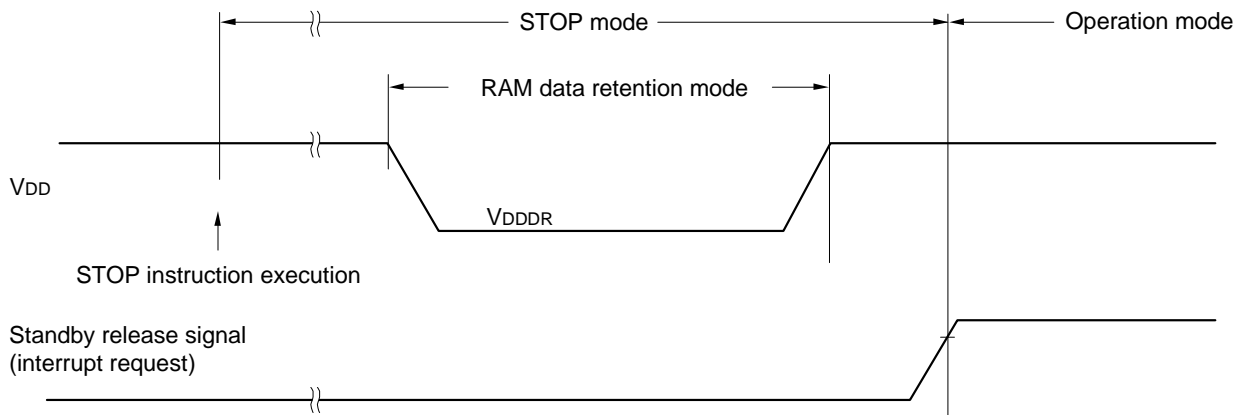 STOP mode
Operation mode
RAM data retention mode
VDD
VDDDR
STOP instruction execution
Standby release signal
(interrupt request)